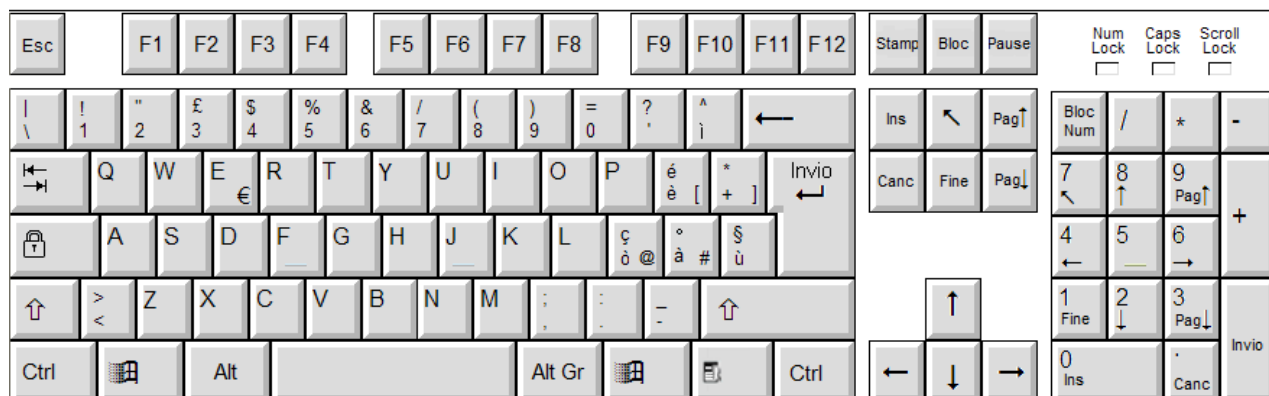 Esc F1 F2 F3 F4 F5 F6 F7 F8 F9 F10 F11 F12 Stamp Bloc Pause Num Lock Caps Lock Scroll Lock
| \ ! 1 " 2 £ 3 $ 4 % 5 & 6 / 7 ( 8 ) 9 = 0 ? ' ^ ì ← Ins ↖ Pag↑ Bloc Num / * -
Q W E € R T Y U I O P é è [ * + ] Invio Canc Fine Pag↓ 7 ↖ 8 ↑ 9 Pag↑ +
A S D F G H J K L ç ò @ ° à # § ù 4 ← 5 6 →
⇧ > < Z X C V B N M ; , : . _ - ⇧ ↑ 1 Fine 2 ↓ 3 Pag↓ Invio
Ctrl Alt Alt Gr Ctrl ← ↓ → 0 Ins . Canc